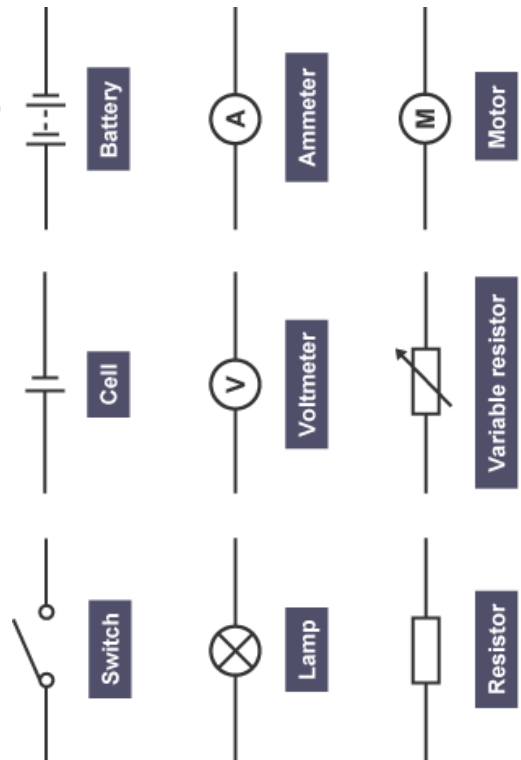 Switch
Cell
Battery
V
A
Lamp
Voltmeter
Ammeter
M
Resistor
Variable resistor
Motor